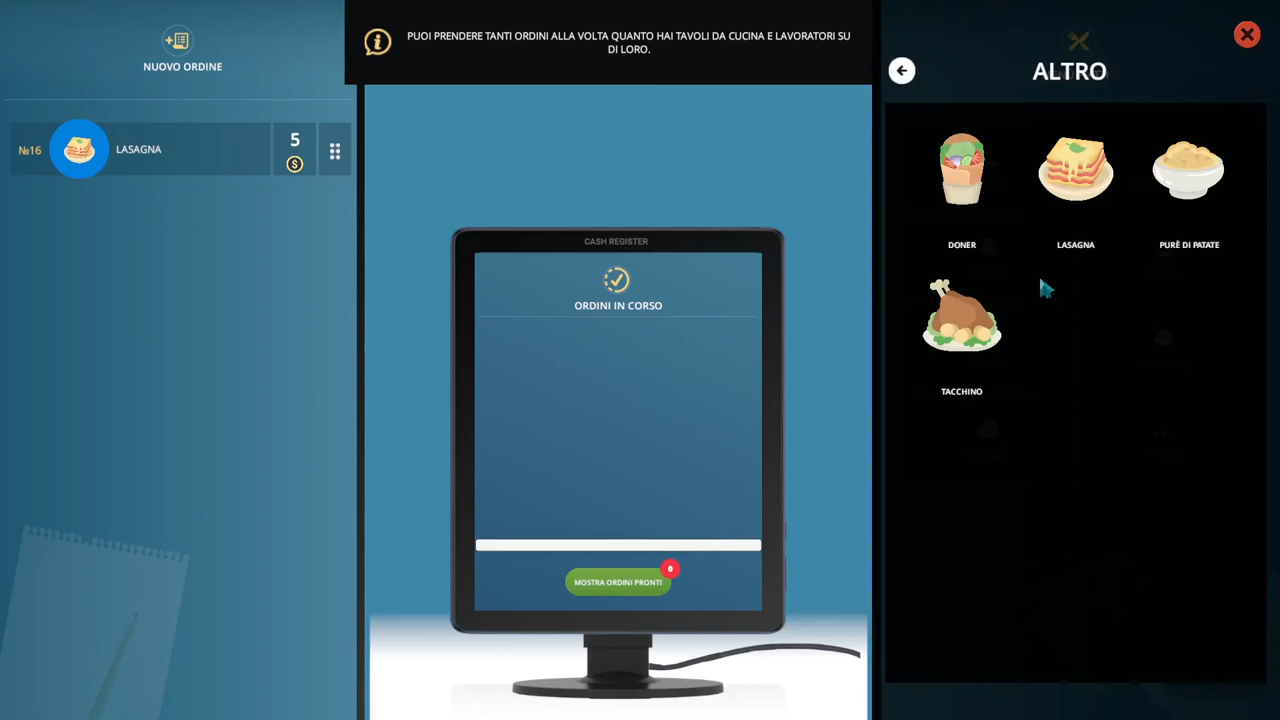 NUOVO ORDINE
№16
LASAGNA
5
PUOI PRENDERE TANTI ORDINI ALLA VOLTA QUANTO HAI TAVOLI DA CUCINA E LAVORATORI SU
DI LORO.
CASH REGISTER
ORDINI IN CORSO
0
MOSTRA ORDINI PRONTI
ALTRO
DONER
LASAGNA
PURÈ DI PATATE
TACCHINO